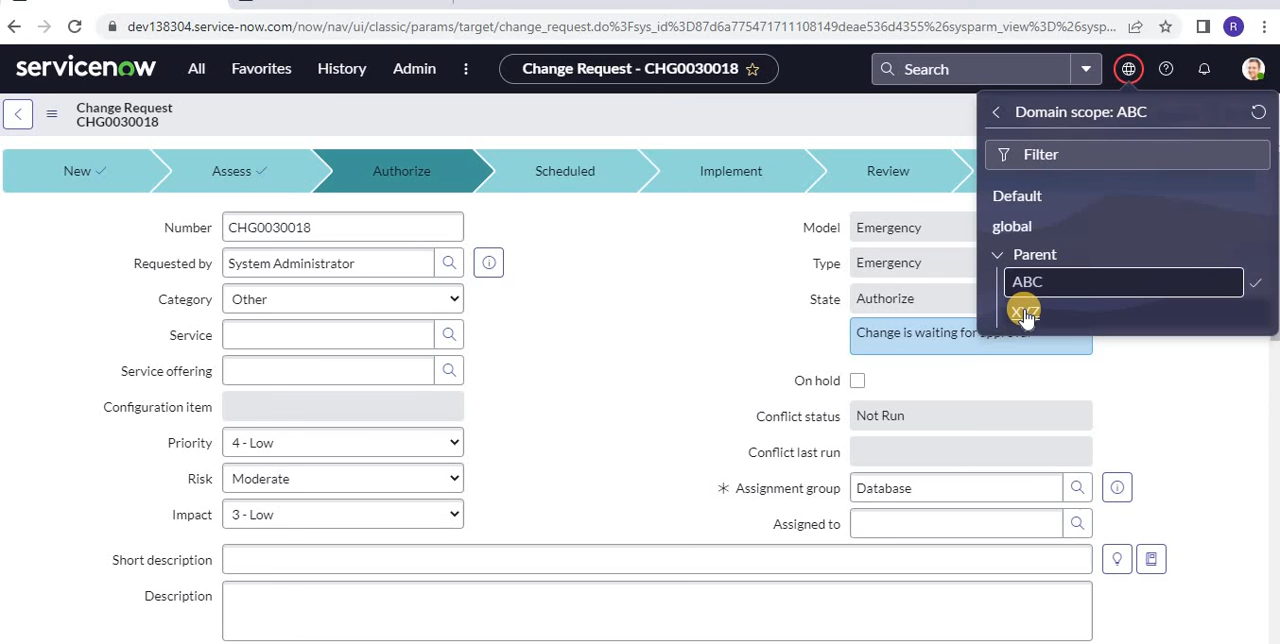 dev138304.service-now.com/now/nav/ui/classic/params/target/change_request.do%3Fsys_id%3D87d6a775471711108149deae536d4355%26sysparm_view%3D%26sysp...
R
servicenow
All
Favorites
History
Admin
Change Request - CHG0030018
Search
Change Request
CHG0030018
Domain scope: ABC
Filter
Default
global
Parent
ABC
XYZ
New
Assess
Authorize
Scheduled
Implement
Review
Number
CHG0030018
Requested by
System Administrator
Category
Other
Service
Service offering
Configuration item
Priority
4 - Low
Risk
Moderate
Impact
3 - Low
Model
Emergency
Type
Emergency
State
Authorize
Change is waiting for approval
On hold
Conflict status
Not Run
Conflict last run
Assignment group
Database
Assigned to
Short description
Description